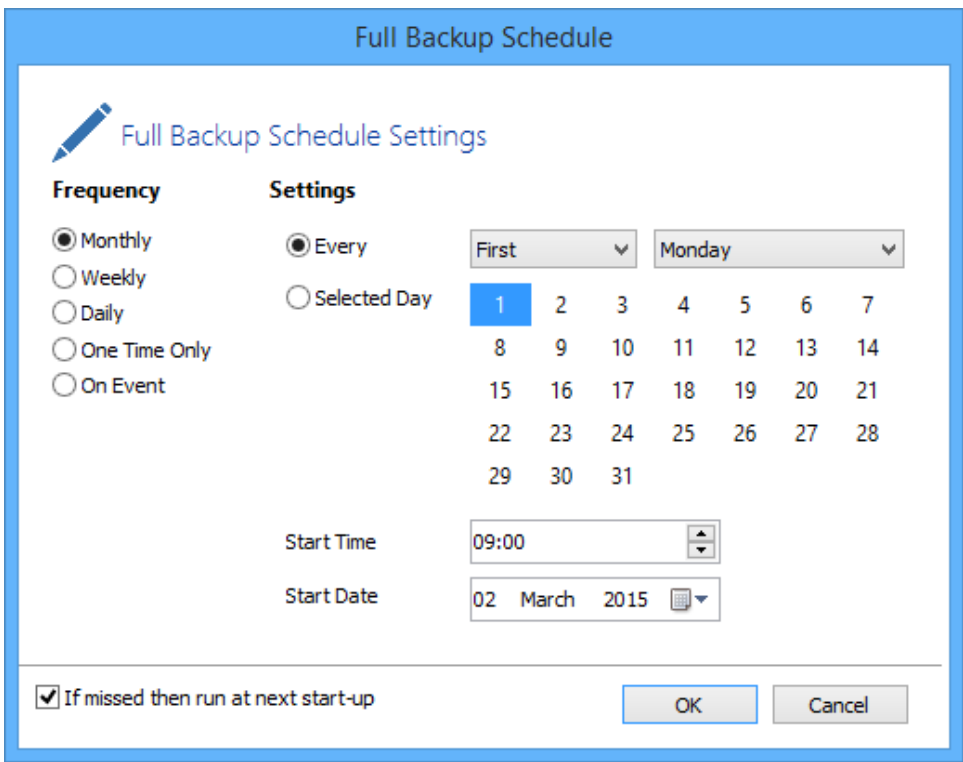 Full Backup Schedule
Full Backup Schedule Settings
Frequency Settings
Monthly Every First Monday
Weekly
Selected Day 1 2 3 4 5 6 7
Daily
8 9 10 11 12 13 14
One Time Only
On Event
15 16 17 18 19 20 21
22 23 24 25 26 27 28
29 30 31
Start Time 09:00
Start Date 02 March 2015
If missed then run at next start-up OK Cancel